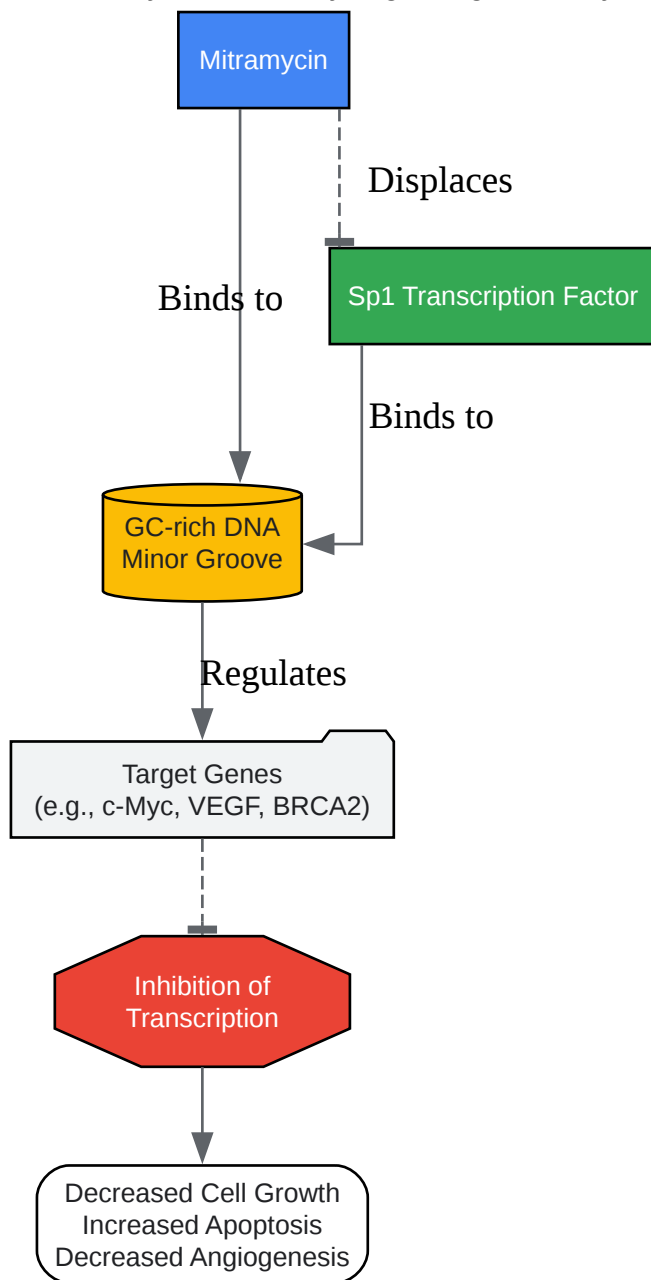 Mitramycin
Displaces
Sp1 Transcription Factor
Binds to
Binds to
GC-rich DNA
Minor Groove
Regulates
Target Genes
(e.g., c-Myc, VEGF, BRCA2)
Inhibition of
Transcription
Decreased Cell Growth
Increased Apoptosis
Decreased Angiogenesis